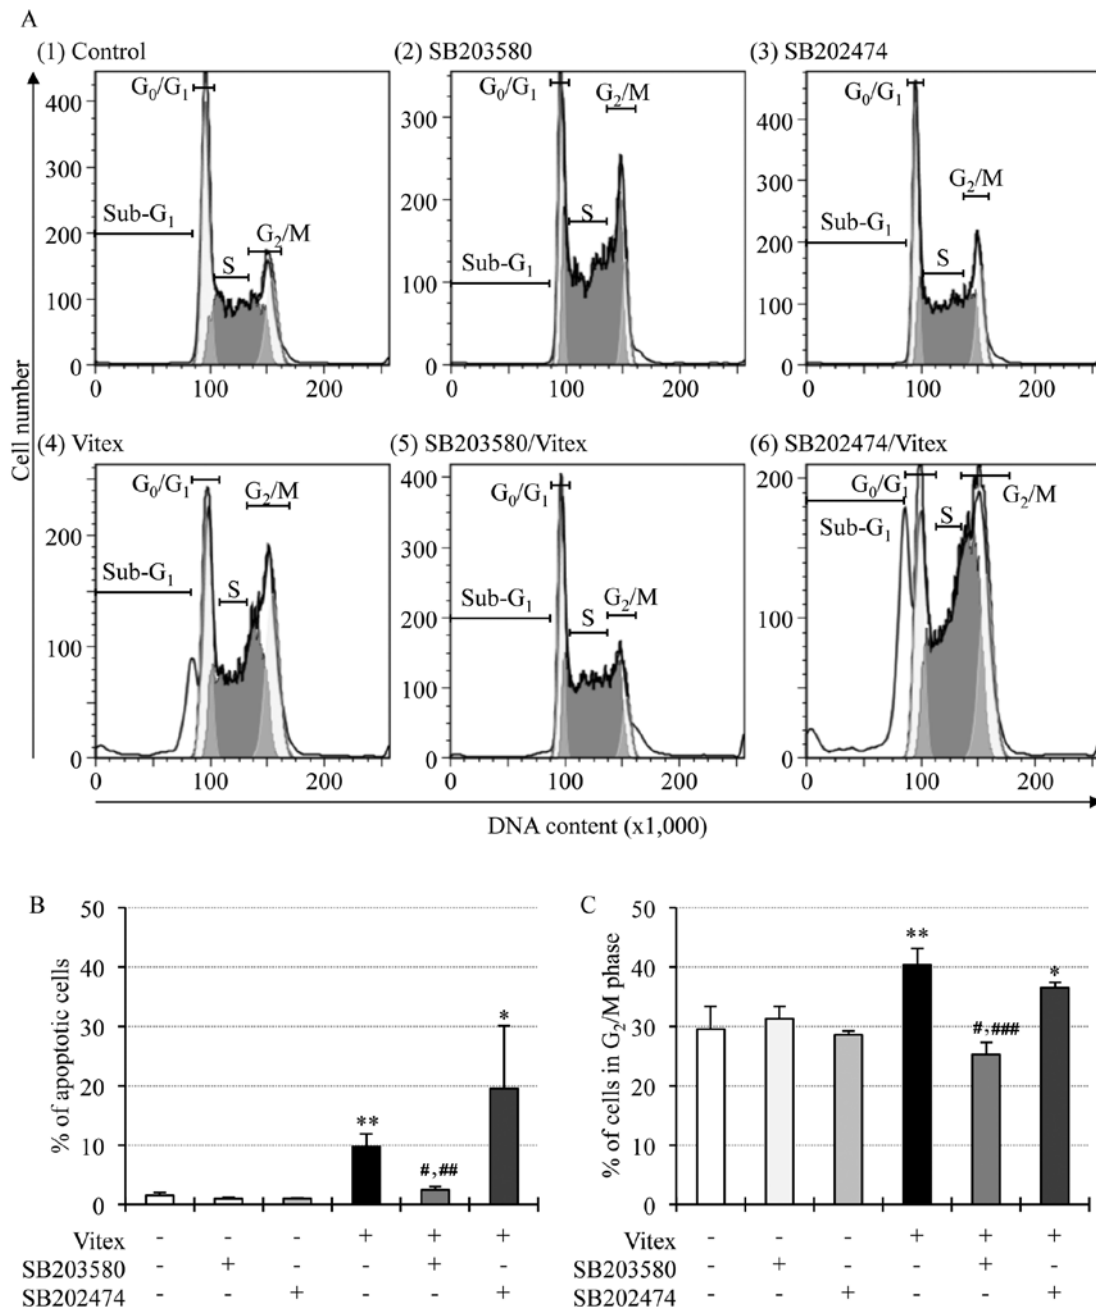 A
(1) Control
(2) SB203580
(3) SB202474
G₀/G₁
Sub-G₁
S
G₂/M
400
300
200
100
0
0 100 200
G₀/G₁
G₂/M
S
Sub-G₁
300
200
100
0
0 100 200
G₀/G₁
G₂/M
Sub-G₁
S
400
300
200
100
0
0 100 200
Cell number
(4) Vitex
(5) SB203580/Vitex
(6) SB202474/Vitex
G₀/G₁
G₂/M
Sub-G₁
S
200
100
0
0 100 200
G₀/G₁
Sub-G₁
S
G₂/M
400
300
200
100
0
0 100 200
G₀/G₁
G₂/M
Sub-G₁
S
200
100
0
0 100 200
DNA content (x1,000)
B
% of apoptotic cells
50
40
30
20
10
0
**
#,##
*
Vitex - - - + + +
SB203580 - + - - + -
SB202474 - - + - - +
C
% of cells in G₂/M phase
50
40
30
20
10
0
**
#,###
*
Vitex - - - + + +
SB203580 - + - - + -
SB202474 - - + - - +